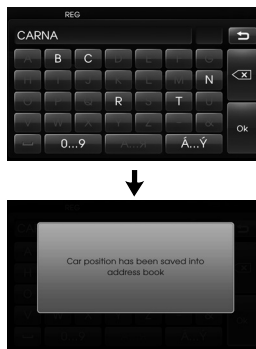 REG
CARNA
A B C D E F G
H I J K L M N
O P Q R S T U
V W X Y Z &
0...9 A...Я Â...Ý
Ok
Car position has been saved into
address book